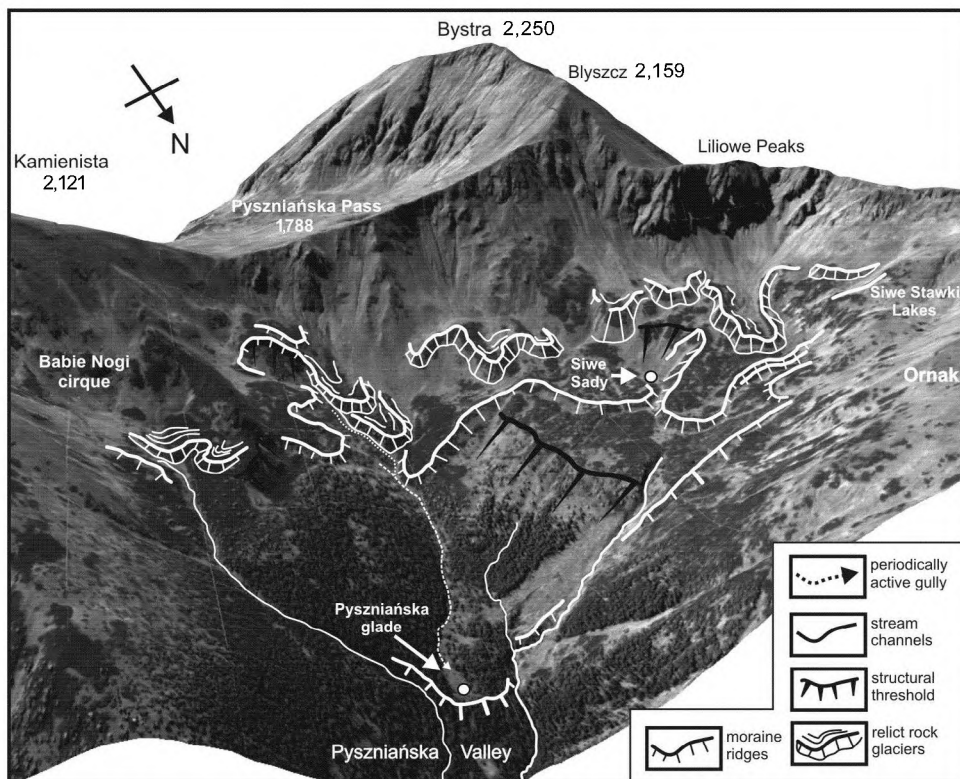 Bystra 2,250
Blyszcz 2,159
N
Liliowe Peaks
Kamienista
2,121
Pyszniańska Pass
1,788
Siwe Stawki
Lakes
Babie Nogi
cirque
Siwe
Sady
Ornak
Pyszniańska
glade
Pyszniańska Valley
periodically
active gully
stream
channels
structural
threshold
moraine
ridges
relict rock
glaciers